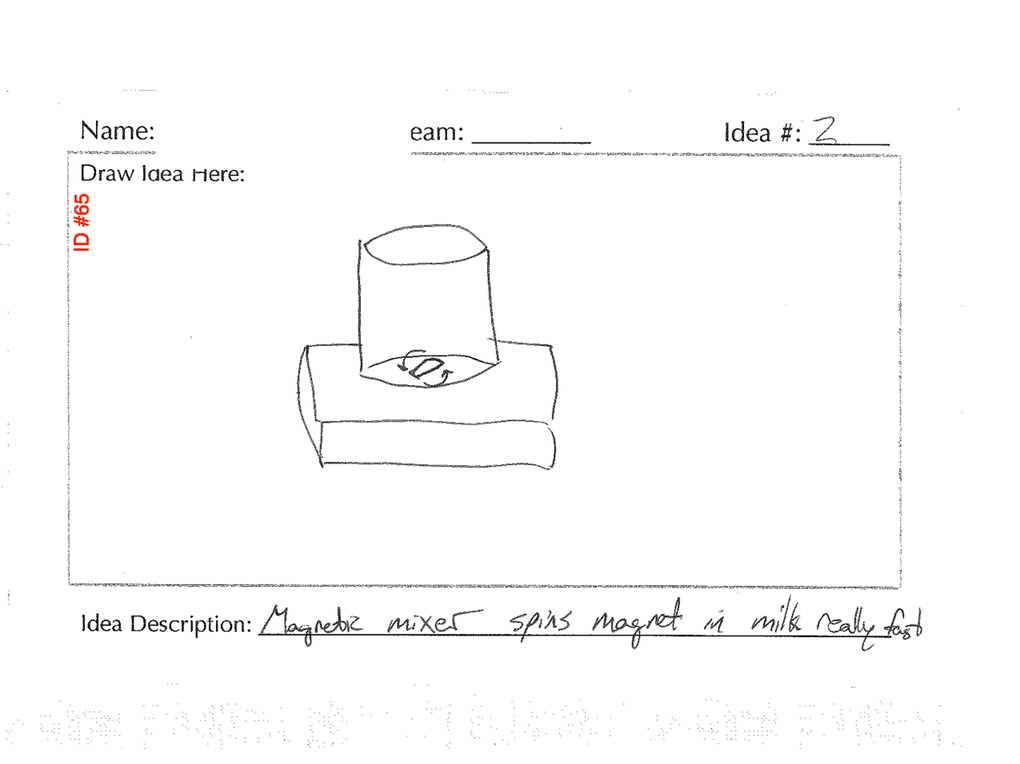 Name: eam: Idea #: 2
Draw Idea Here:
ID #65
Idea Description: Magnetic mixer spins magnet in milk really fast